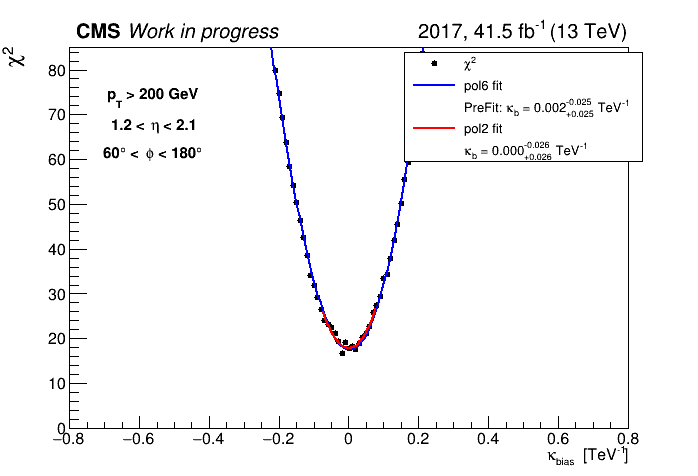 CMS Work in progress
2017, 41.5 fb⁻¹ (13 TeV)
χ²
80
70
60
50
40
30
20
10
0
p_T > 200 GeV
1.2 < η < 2.1
60° < ϕ < 180°
χ²
pol6 fit
PreFit: κ_b = 0.002^{-0.025}_{+0.025} TeV⁻¹
pol2 fit
κ_b = 0.000^{-0.026}_{+0.026} TeV⁻¹
−0.8 −0.6 −0.4 −0.2 0 0.2 0.4 0.6 0.8
κ_bias [TeV⁻¹]